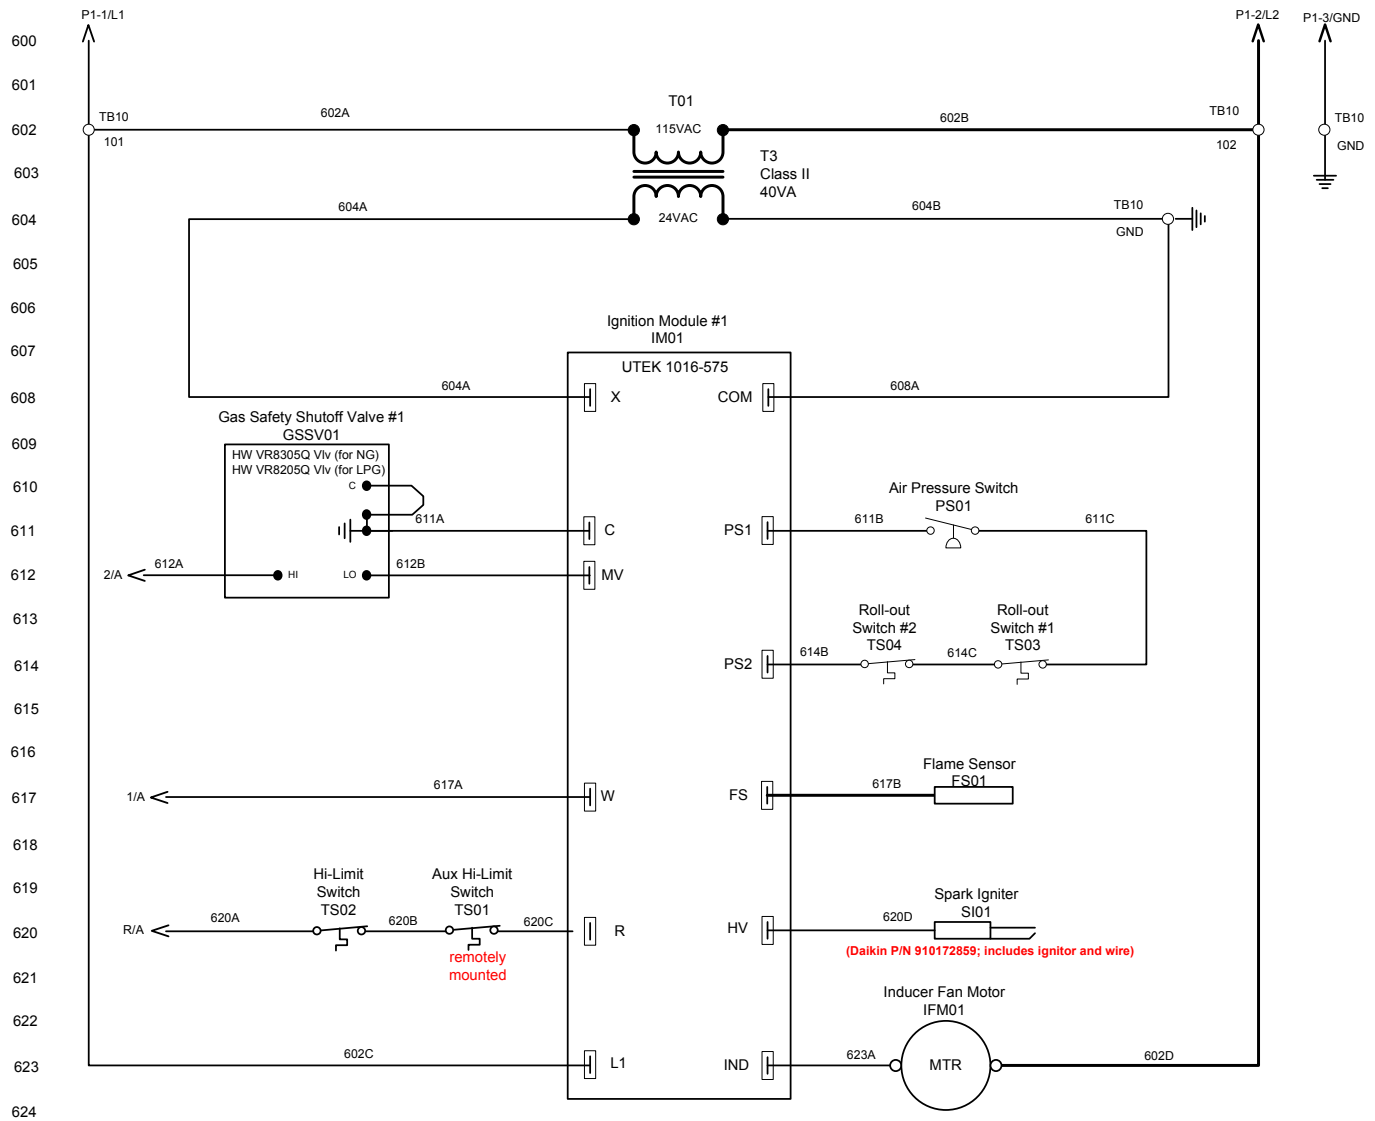 P1-1/L1
P1-2/L2
P1-3/GND
600
601
T01
602A
115VAC
602B
TB10
TB10
TB10
602
101
102
GND
T3
603
Class II
40VA
604A
604B
TB10
604
24VAC
GND
605
606
Ignition Module #1
IM01
607
UTEK 1016-575
604A
608A
608
X
COM
Gas Safety Shutoff Valve #1
GSSV01
609
HW VR8305Q Vlv (for NG)
HW VR8205Q Vlv (for LPG)
610
C
Air Pressure Switch
PS01
611A
611B
611C
611
C
PS1
612A
612B
612
2/A
HI
LO
MV
613
Roll-out
Switch #2
TS04
Roll-out
Switch #1
TS03
614B
614C
614
PS2
615
616
Flame Sensor
FS01
617A
617B
617
1/A
W
FS
618
619
Hi-Limit
Switch
TS02
Aux Hi-Limit
Switch
TS01
Spark Igniter
SI01
620A
620B
620C
620D
620
R/A
R
HV
remotely
mounted
(Daikin P/N 910172859; includes ignitor and wire)
621
Inducer Fan Motor
IFM01
622
602C
623A
602D
623
L1
IND
MTR
624